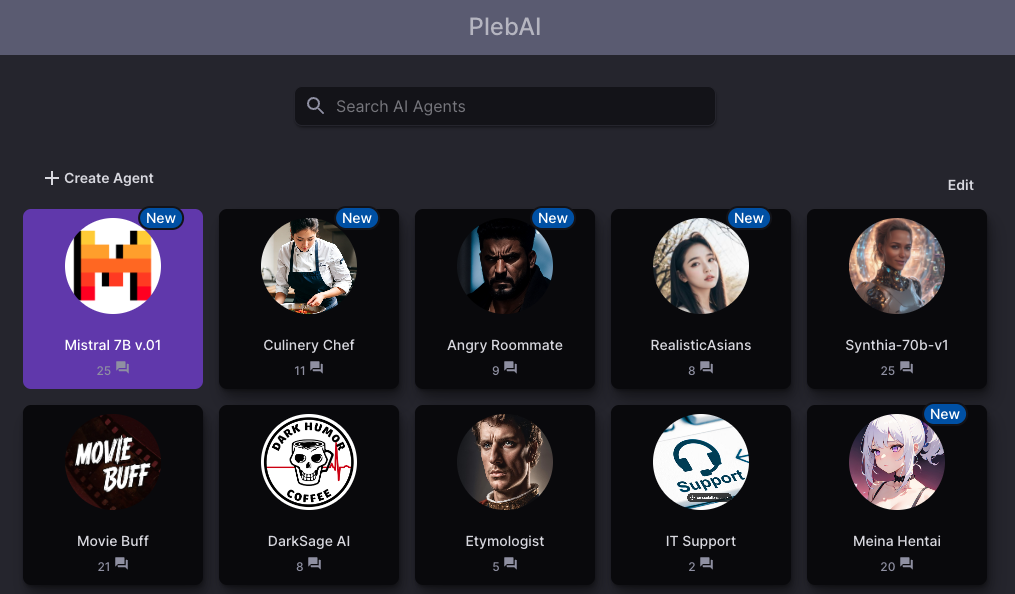 PlebAI
Search AI Agents
Create Agent
Edit
New
New
New
New
Mistral 7B v.01
Culinery Chef
Angry Roommate
RealisticAsians
Synthia-70b-v1
25
11
9
8
25
New
MOVIE
BUFF
DARK HUMOR
COFFEE
Support
Movie Buff
DarkSage AI
Etymologist
IT Support
Meina Hentai
21
8
5
2
20